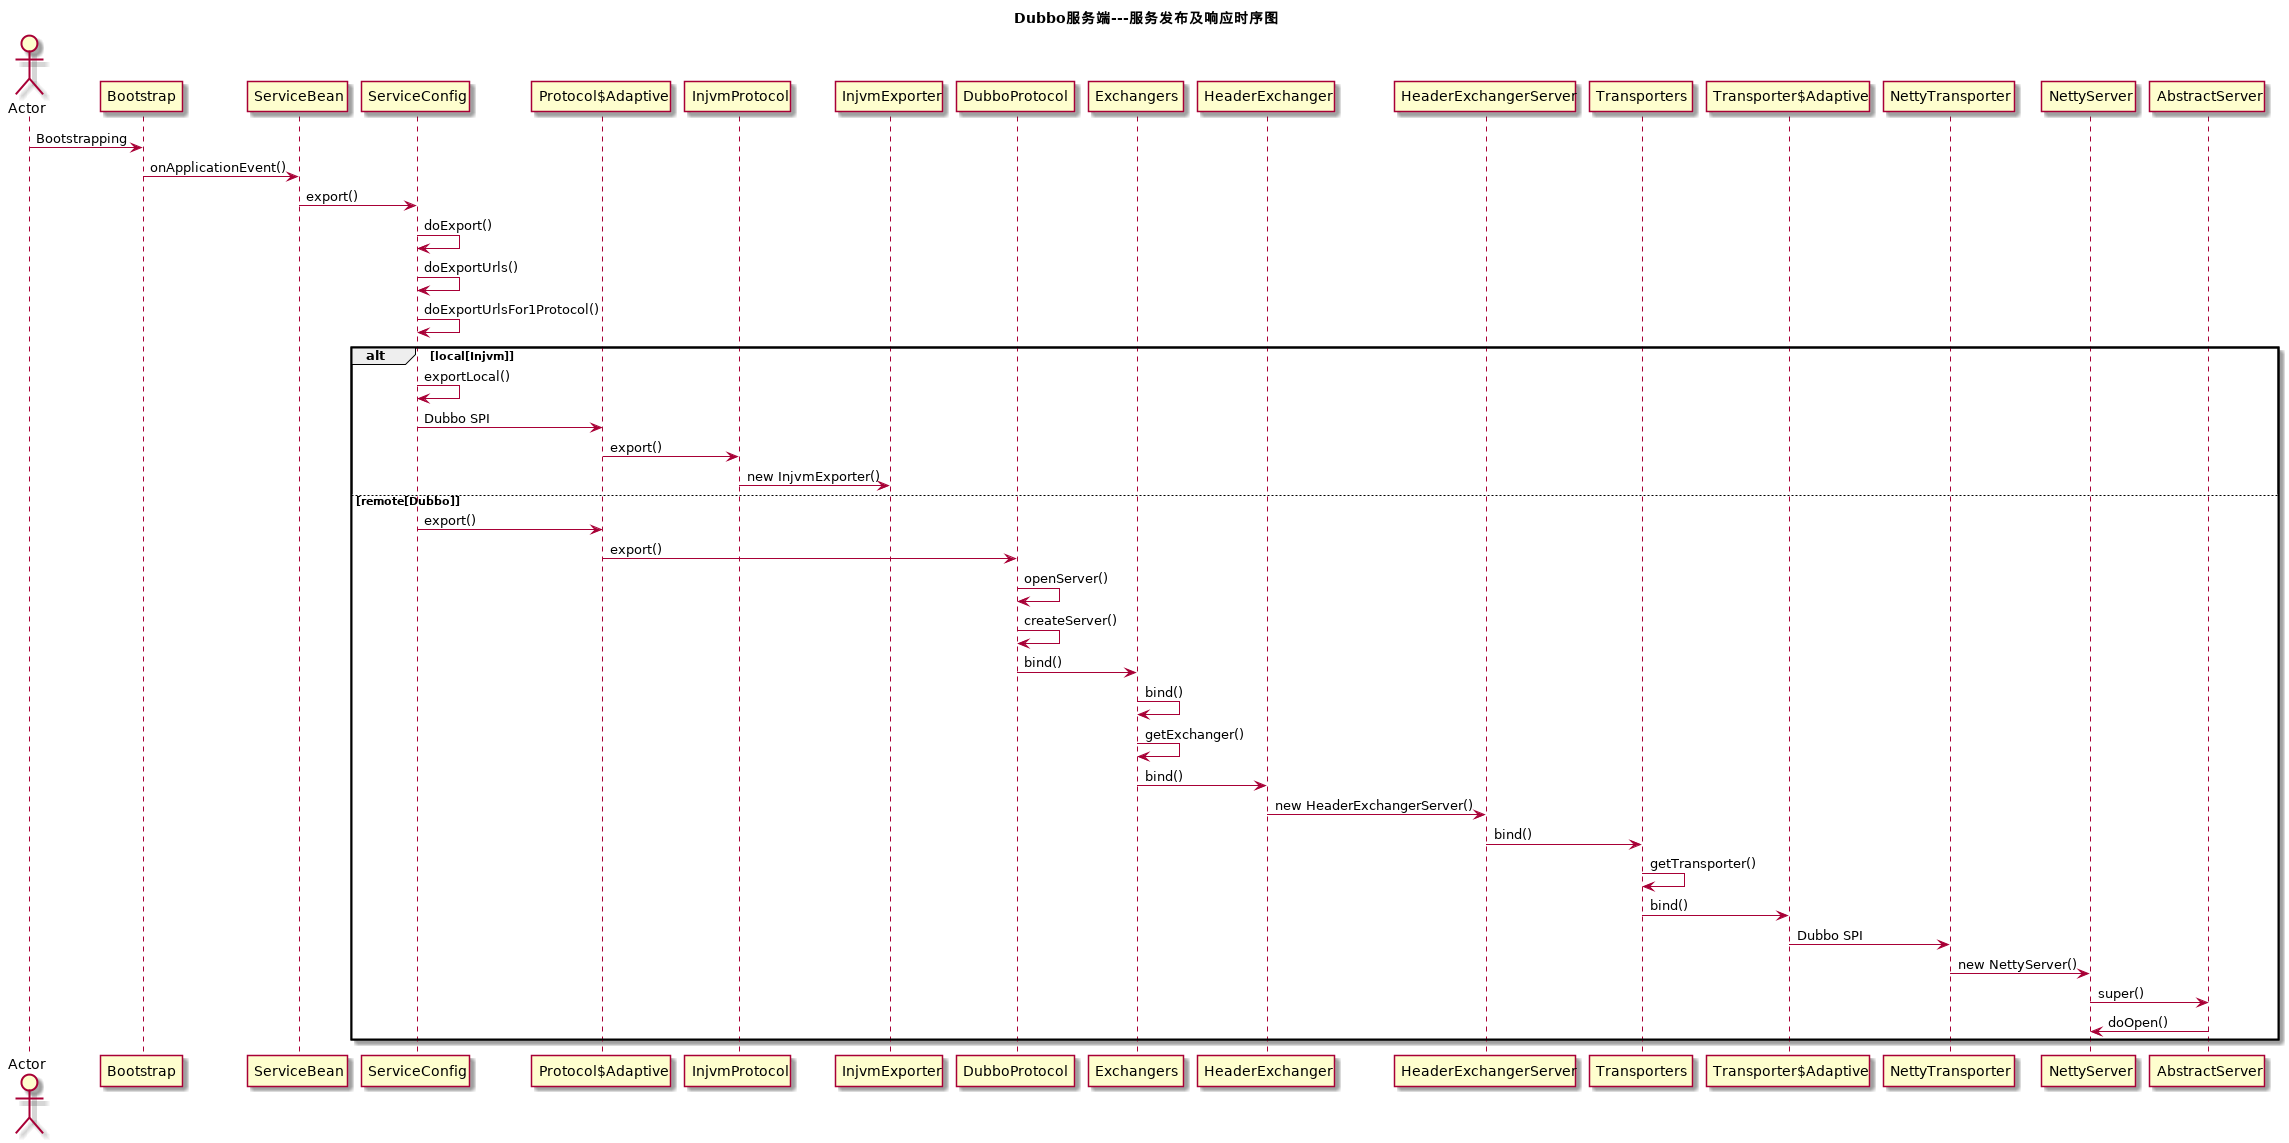 Dubbo服务端---服务发布及响应时序图
Actor
Bootstrap
ServiceBean
ServiceConfig
Protocol$Adaptive
InjvmProtocol
InjvmExporter
DubboProtocol
Exchangers
HeaderExchanger
HeaderExchangerServer
Transporters
Transporter$Adaptive
NettyTransporter
NettyServer
AbstractServer
Bootstrapping
onApplicationEvent()
export()
doExport()
doExportUrls()
doExportUrlsFor1Protocol()
alt
[local[Injvm]]
exportLocal()
Dubbo SPI
export()
new InjvmExporter()
[remote[Dubbo]]
export()
export()
openServer()
createServer()
bind()
bind()
getExchanger()
bind()
new HeaderExchangerServer()
bind()
getTransporter()
bind()
Dubbo SPI
new NettyServer()
super()
doOpen()
Actor
Bootstrap
ServiceBean
ServiceConfig
Protocol$Adaptive
InjvmProtocol
InjvmExporter
DubboProtocol
Exchangers
HeaderExchanger
HeaderExchangerServer
Transporters
Transporter$Adaptive
NettyTransporter
NettyServer
AbstractServer